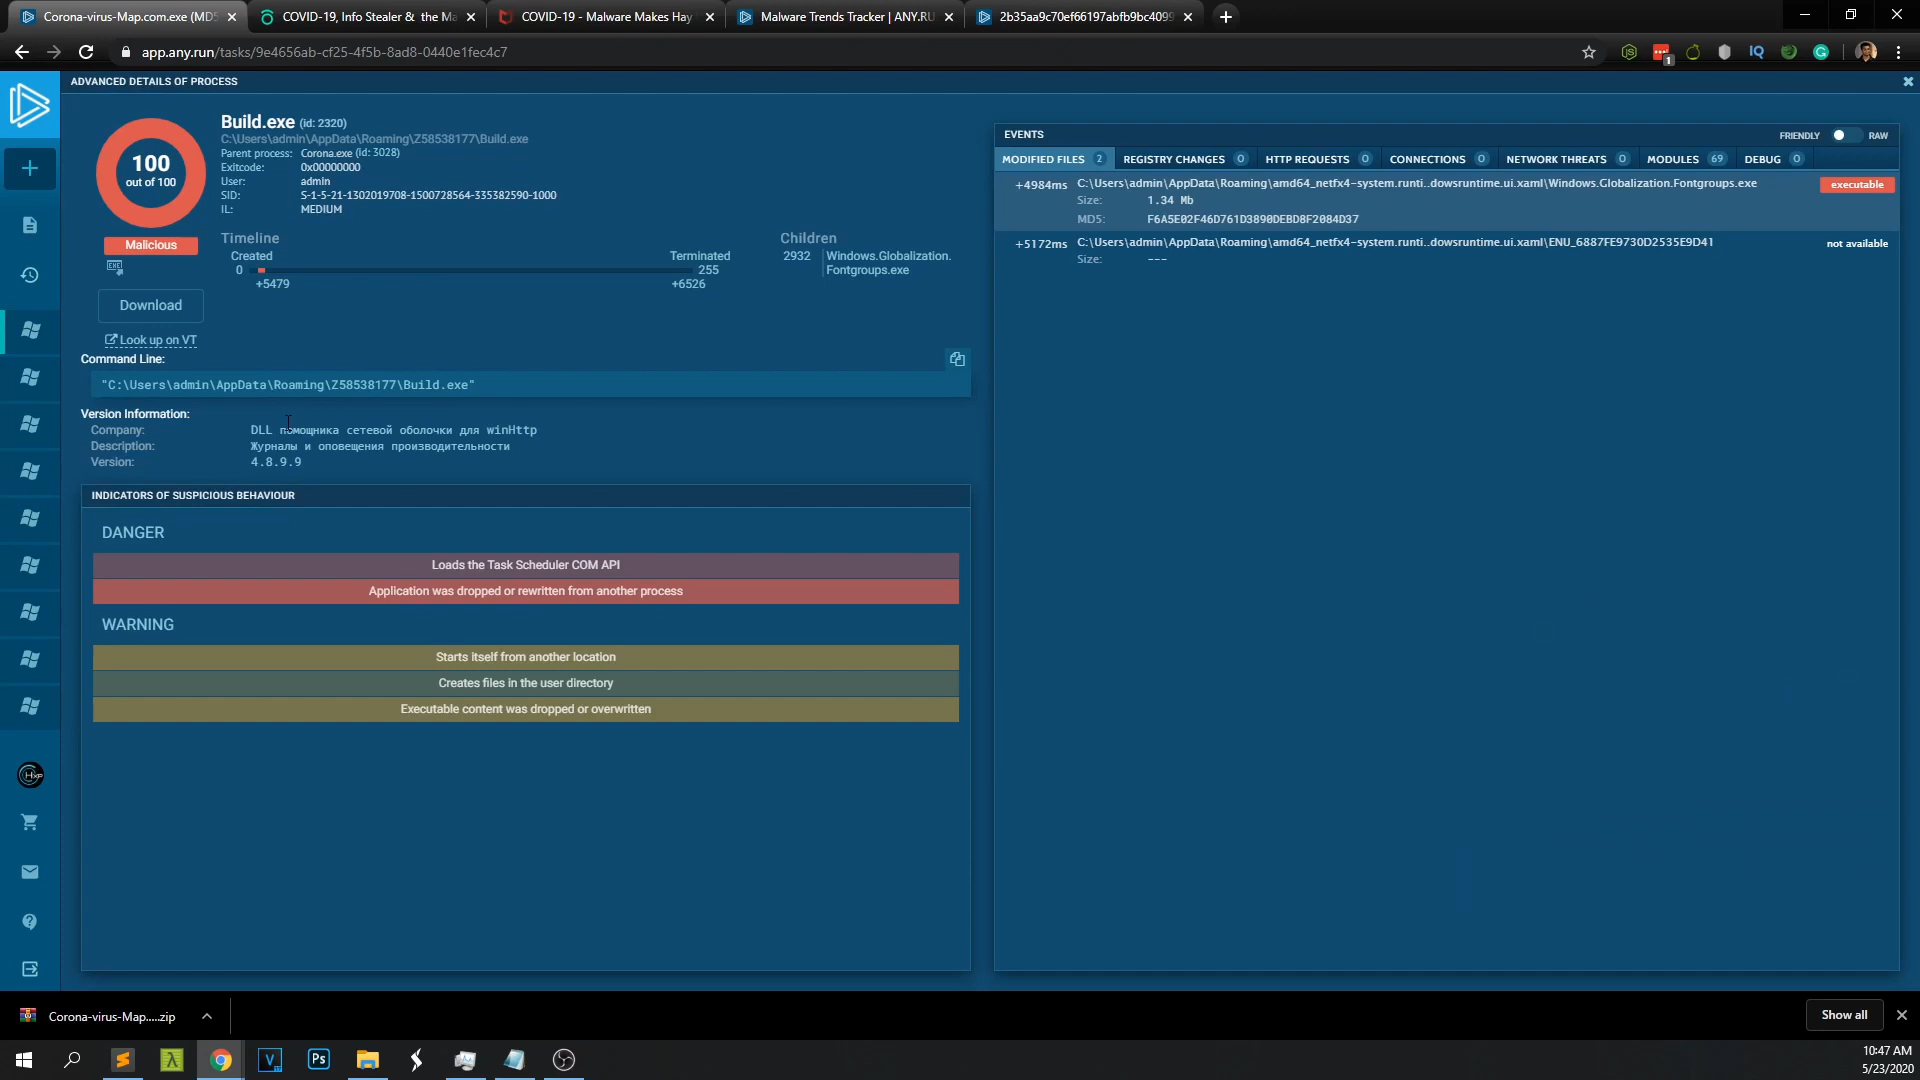 Corona-virus-Map.com.exe (MD5
COVID-19, Info Stealer & the Ma
COVID-19 - Malware Makes Hay
Malware Trends Tracker | ANY.RU
2b35aa9c70ef66197abfb9bc4099
app.any.run/tasks/9e4656ab-cf25-4f5b-8ad8-0440e1fec4c7
1
IQ
ADVANCED DETAILS OF PROCESS
100
out of 100
Malicious
EXE
Download
Look up on VT
Build.exe (id: 2320)
C:\Users\admin\AppData\Roaming\Z58538177\Build.exe
Parent process: Corona.exe (id: 3028)
Exitcode: 0x00000000
User: admin
SID: S-1-5-21-1302019708-1500728564-335382590-1000
IL: MEDIUM
Timeline
Created Terminated
0 255
+5479 +6526
Children
2932 Windows.Globalization.
Fontgroups.exe
Command Line:
"C:\Users\admin\AppData\Roaming\Z58538177\Build.exe"
Version Information:
Company: DLL помощника сетевой оболочки для winHttp
Description: Журналы и оповещения производительности
Version: 4.8.9.9
INDICATORS OF SUSPICIOUS BEHAVIOUR
DANGER
Loads the Task Scheduler COM API
Application was dropped or rewritten from another process
WARNING
Starts itself from another location
Creates files in the user directory
Executable content was dropped or overwritten
EVENTS
FRIENDLY RAW
MODIFIED FILES 2 REGISTRY CHANGES 0 HTTP REQUESTS 0 CONNECTIONS 0 NETWORK THREATS 0 MODULES 69 DEBUG 0
+4984ms C:\Users\admin\AppData\Roaming\amd64_netfx4-system.runti..dowsruntime.ui.xaml\Windows.Globalization.Fontgroups.exe executable
Size: 1.34 Mb
MD5: F6A5E02F46D761D3890DEBD8F2084D37
+5172ms C:\Users\admin\AppData\Roaming\amd64_netfx4-system.runti..dowsruntime.ui.xaml\ENU_6887FE9730D2535E9D41 not available
Size: ---
Corona-virus-Map.....zip
Show all
V
Ps
10:47 AM
5/23/2020